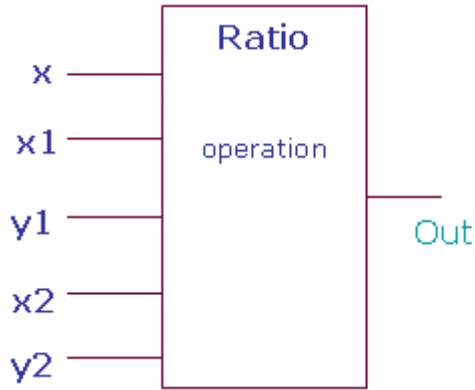 Ratio
x
x1
operation
y1
Out
x2
y2